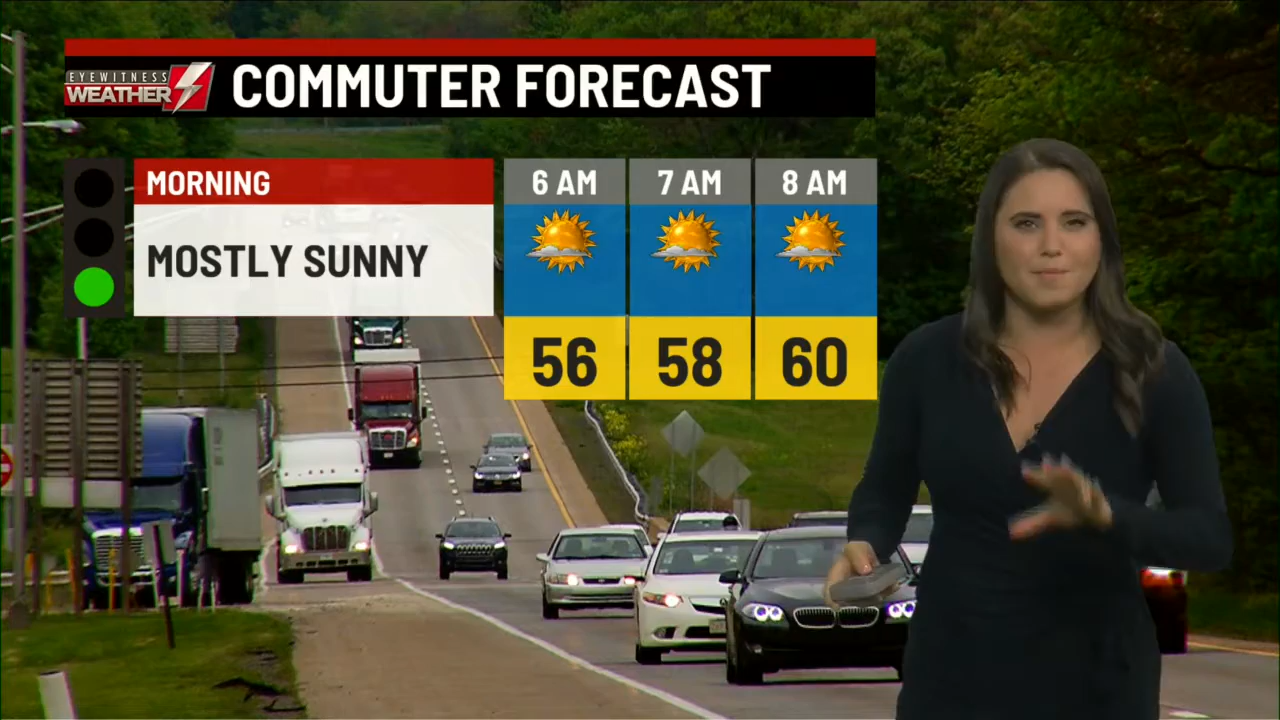 EYEWITNESS
WEATHER
COMMUTER FORECAST
MORNING
MOSTLY SUNNY
6 AM
7 AM
8 AM
56
58
60